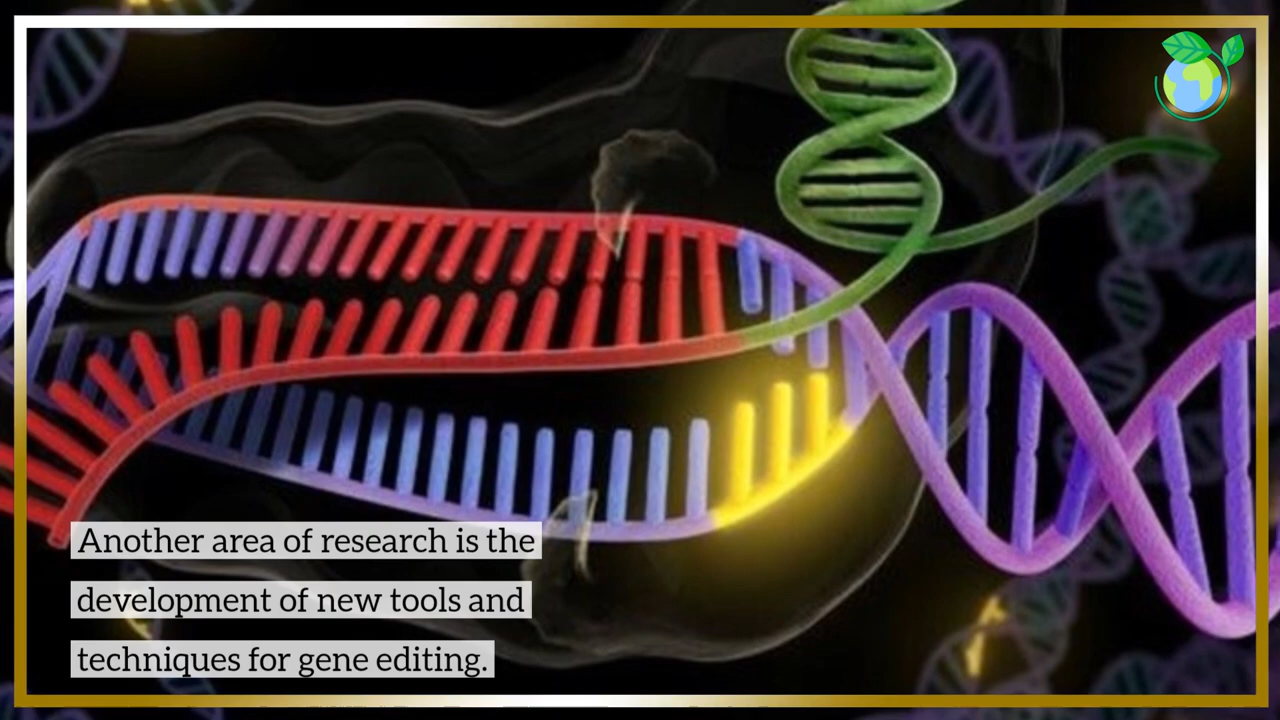 Another area of research is the
development of new tools and
techniques for gene editing.